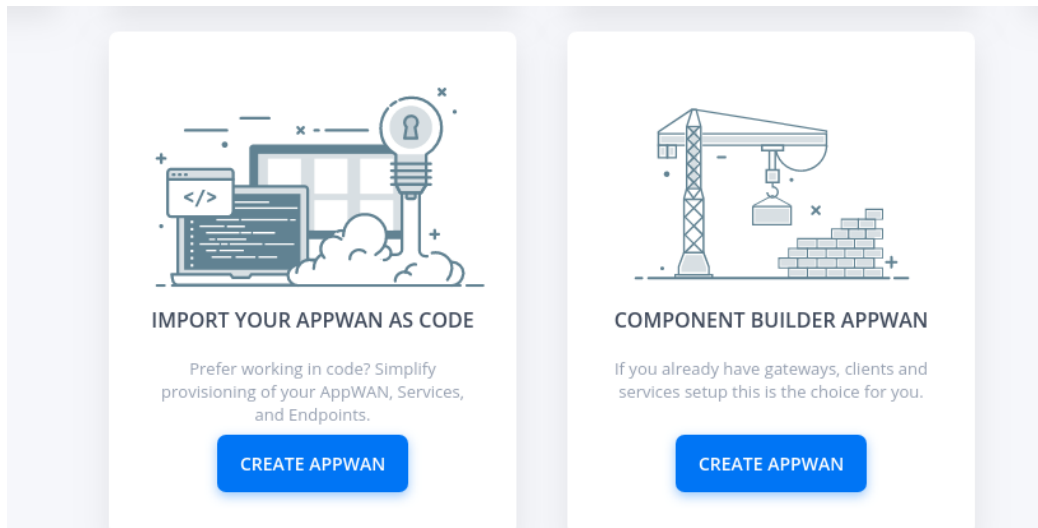 </>
IMPORT YOUR APPWAN AS CODE
Prefer working in code? Simplify
provisioning of your AppWAN, Services,
and Endpoints.
CREATE APPWAN
COMPONENT BUILDER APPWAN
If you already have gateways, clients and
services setup this is the choice for you.
CREATE APPWAN